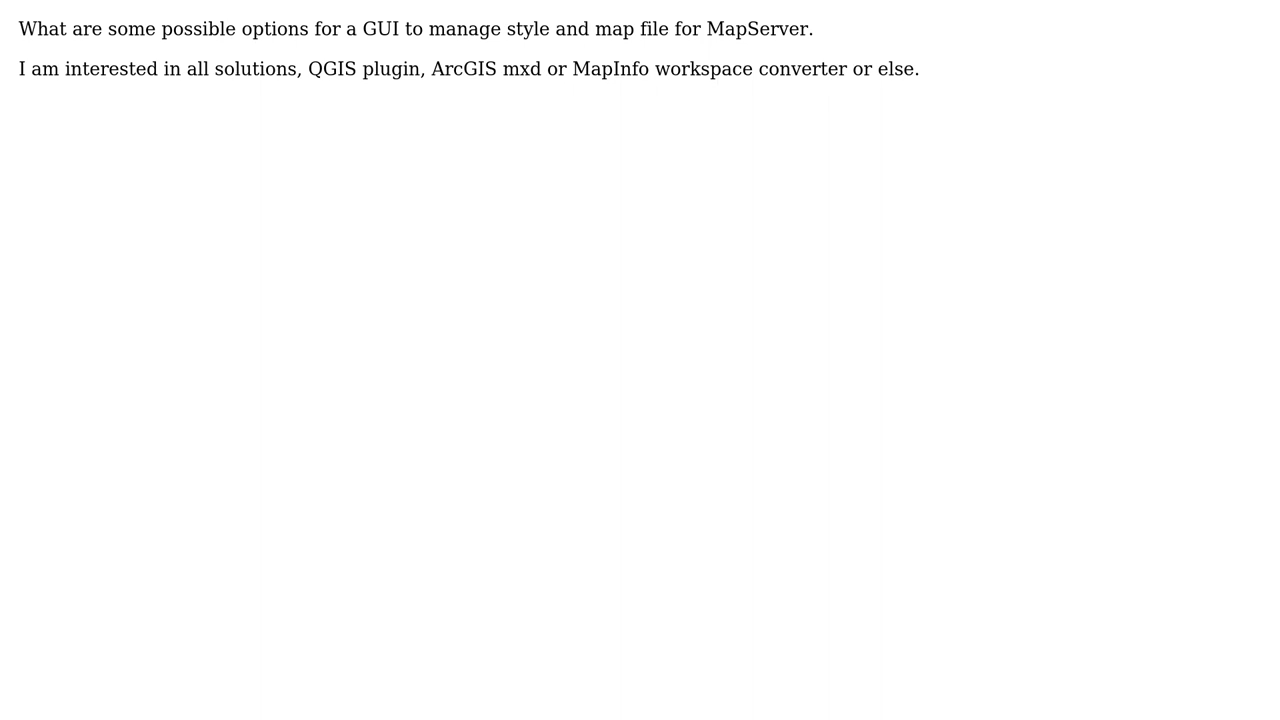 What are some possible options for a GUI to manage style and map file for MapServer.
I am interested in all solutions, QGIS plugin, ArcGIS mxd or MapInfo workspace converter or else.